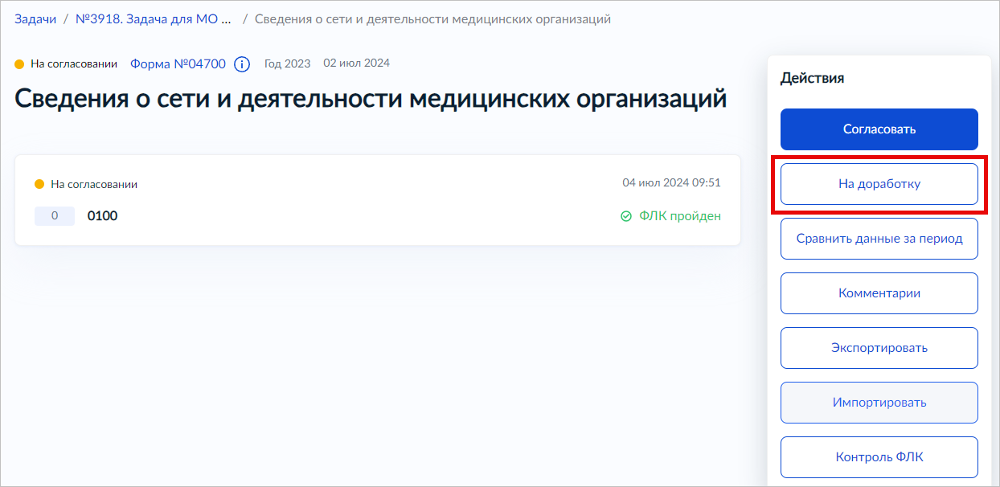 Задачи / №3918. Задача для МО ... / Сведения о сети и деятельности медицинских организаций
На согласовании Форма №04700 Год 2023 02 июл 2024
Сведения о сети и деятельности медицинских организаций
На согласовании 04 июл 2024 09:51
0 0100 ФЛК пройден
Действия
Согласовать
На доработку
Сравнить данные за период
Комментарии
Экспортировать
Импортировать
Контроль ФЛК